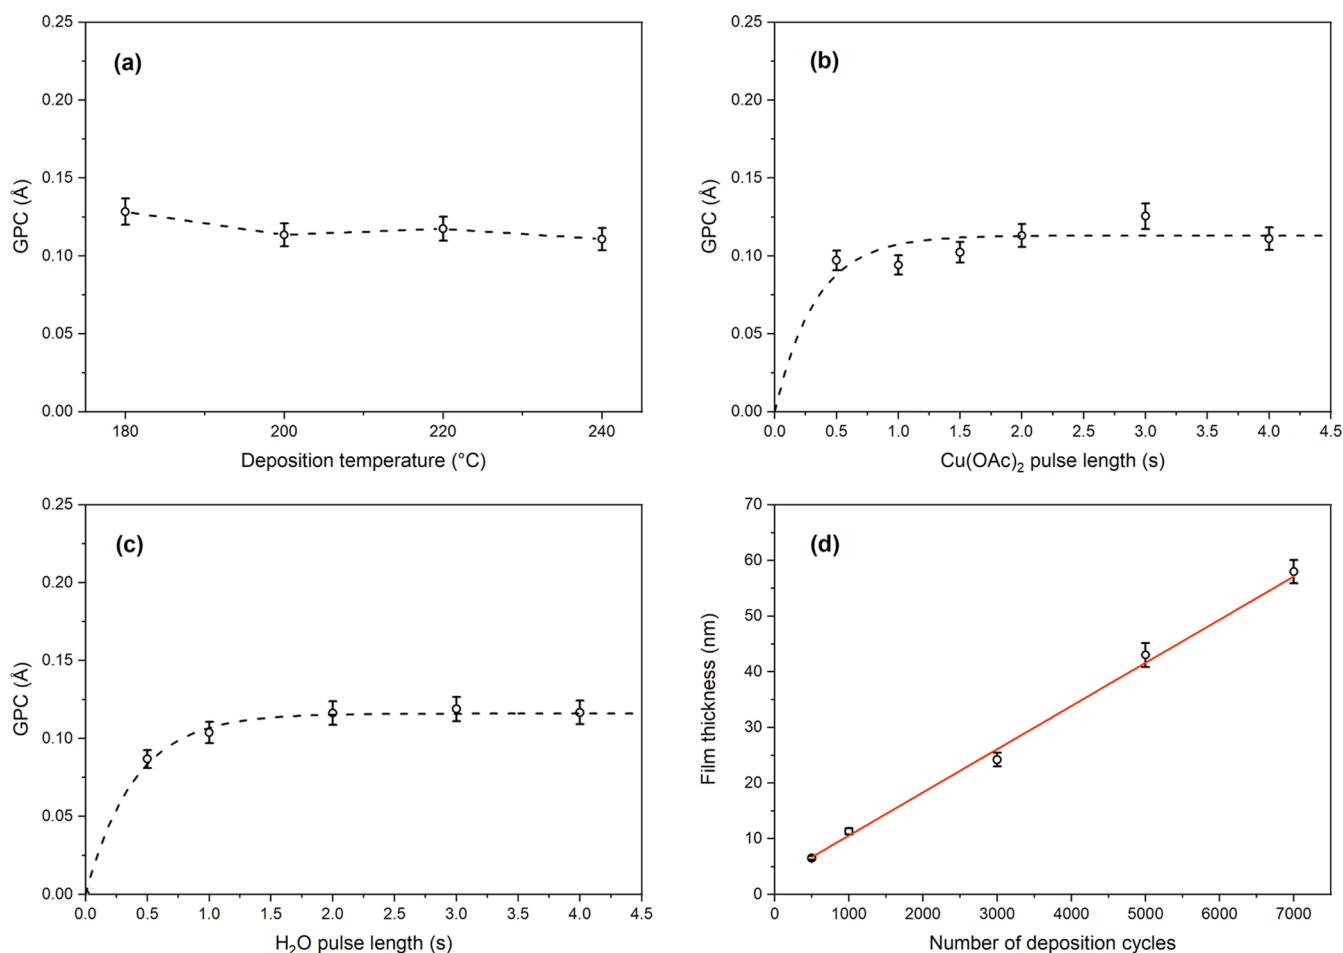 (a)
GPC (Å)
0.25
0.20
0.15
0.10
0.05
0.00
180 200 220 240
Deposition temperature (°C)
(b)
GPC (Å)
0.25
0.20
0.15
0.10
0.05
0.00
0.0 0.5 1.0 1.5 2.0 2.5 3.0 3.5 4.0 4.5
Cu(OAc)₂ pulse length (s)
(c)
GPC (Å)
0.25
0.20
0.15
0.10
0.05
0.00
0.0 0.5 1.0 1.5 2.0 2.5 3.0 3.5 4.0 4.5
H₂O pulse length (s)
(d)
Film thickness (nm)
70
60
50
40
30
20
10
0
0 1000 2000 3000 4000 5000 6000 7000
Number of deposition cycles